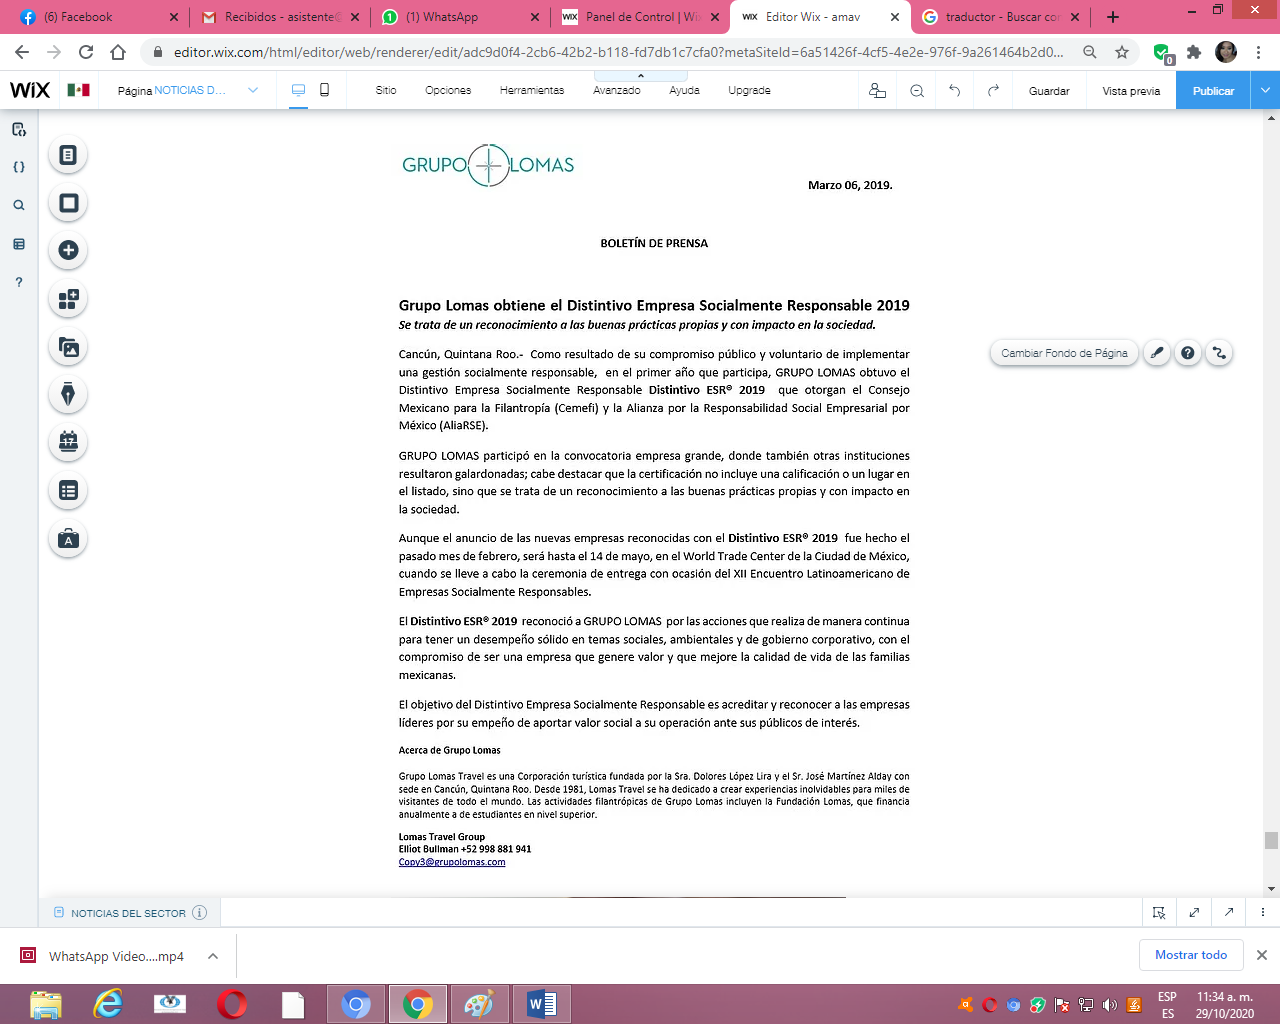 (6) Facebook
Recibidos - asistente@
(1) WhatsApp
WIX Panel de Control | Wix
WIX Editor Wix - amav
traductor - Buscar con
editor.wix.com/html/editor/web/renderer/edit/adc9d0f4-2cb6-42b2-b118-fd7db1c7cfa0?metaSiteId=6a51426f-4cf5-4e2e-976f-9a261464b2d0...
WiX
Página NOTICIAS D...
Sitio
Opciones
Herramientas
Avanzado
Ayuda
Upgrade
Guardar
Vista previa
Publicar
GRUPO LOMAS
Marzo 06, 2019.
BOLETÍN DE PRENSA
Grupo Lomas obtiene el Distintivo Empresa Socialmente Responsable 2019
Se trata de un reconocimiento a las buenas prácticas propias y con impacto en la sociedad.
Cancún, Quintana Roo.- Como resultado de su compromiso público y voluntario de implementar
una gestión socialmente responsable, en el primer año que participa, GRUPO LOMAS obtuvo el
Distintivo Empresa Socialmente Responsable Distintivo ESR® 2019 que otorgan el Consejo
Mexicano para la Filantropía (Cemefi) y la Alianza por la Responsabilidad Social Empresarial por
México (AliaRSE).
GRUPO LOMAS participó en la convocatoria empresa grande, donde también otras instituciones
resultaron galardonadas; cabe destacar que la certificación no incluye una calificación o un lugar en
el listado, sino que se trata de un reconocimiento a las buenas prácticas propias y con impacto en
la sociedad.
Aunque el anuncio de las nuevas empresas reconocidas con el Distintivo ESR® 2019 fue hecho el
pasado mes de febrero, será hasta el 14 de mayo, en el World Trade Center de la Ciudad de México,
cuando se lleve a cabo la ceremonia de entrega con ocasión del XII Encuentro Latinoamericano de
Empresas Socialmente Responsables.
El Distintivo ESR® 2019 reconoció a GRUPO LOMAS por las acciones que realiza de manera continua
para tener un desempeño sólido en temas sociales, ambientales y de gobierno corporativo, con el
compromiso de ser una empresa que genere valor y que mejore la calidad de vida de las familias
mexicanas.
El objetivo del Distintivo Empresa Socialmente Responsable es acreditar y reconocer a las empresas
líderes por su empeño de aportar valor social a su operación ante sus públicos de interés.
Acerca de Grupo Lomas
Grupo Lomas Travel es una Corporación turística fundada por la Sra. Dolores López Lira y el Sr. José Martínez Alday con
sede en Cancún, Quintana Roo. Desde 1981, Lomas Travel se ha dedicado a crear experiencias inolvidables para miles de
visitantes de todo el mundo. Las actividades filantrópicas de Grupo Lomas incluyen la Fundación Lomas, que financia
anualmente a de estudiantes en nivel superior.
Lomas Travel Group
Elliot Bullman +52 998 881 941
Copy3@grupolomas.com
Cambiar Fondo de Página
17
A
NOTICIAS DEL SECTOR
WhatsApp Video....mp4
Mostrar todo
ESP
ES
11:34 a. m.
29/10/2020